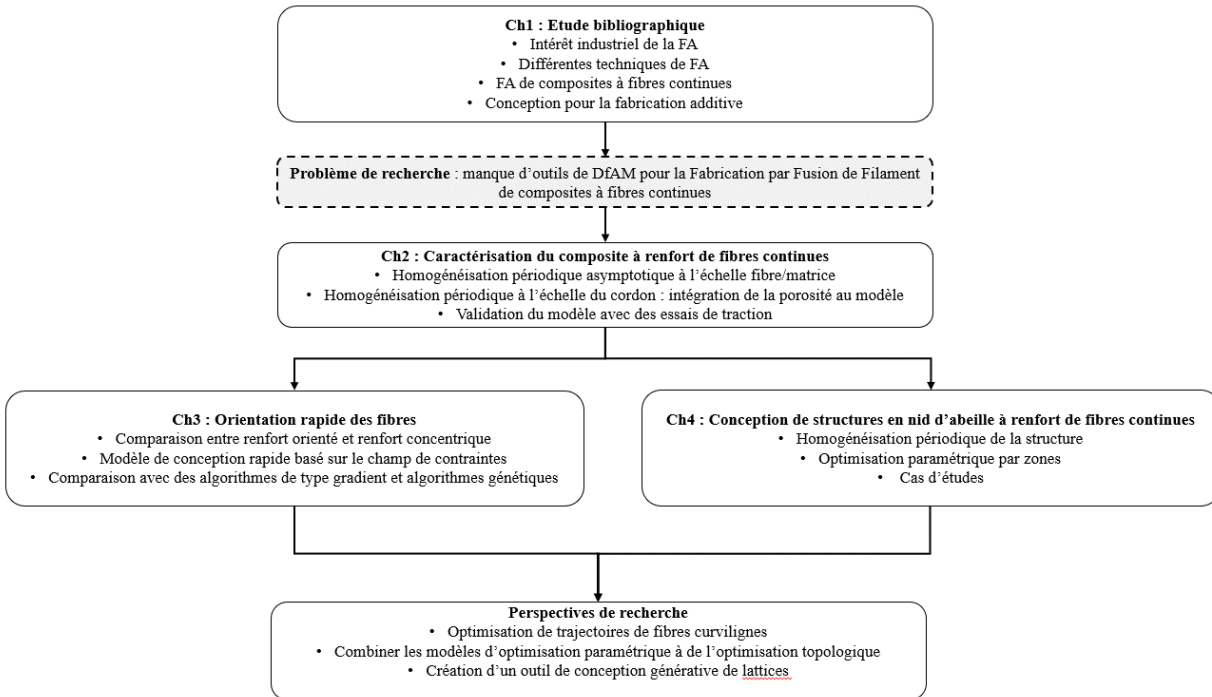 Ch1 : Etude bibliographique
• Intérêt industriel de la FA
• Différentes techniques de FA
• FA de composites à fibres continues
• Conception pour la fabrication additive
Problème de recherche : manque d’outils de DfAM pour la Fabrication par Fusion de Filament
de composites à fibres continues
Ch2 : Caractérisation du composite à renfort de fibres continues
• Homogénéisation périodique asymptotique à l’échelle fibre/matrice
• Homogénéisation périodique à l’échelle du cordon : intégration de la porosité au modèle
• Validation du modèle avec des essais de traction
Ch3 : Orientation rapide des fibres
• Comparaison entre renfort orienté et renfort concentrique
• Modèle de conception rapide basé sur le champ de contraintes
• Comparaison avec des algorithmes de type gradient et algorithmes génétiques
Ch4 : Conception de structures en nid d’abeille à renfort de fibres continues
• Homogénéisation périodique de la structure
• Optimisation paramétrique par zones
• Cas d’études
Perspectives de recherche
• Optimisation de trajectoires de fibres curvilignes
• Combiner les modèles d’optimisation paramétrique à de l’optimisation topologique
• Création d’un outil de conception générative de lattices